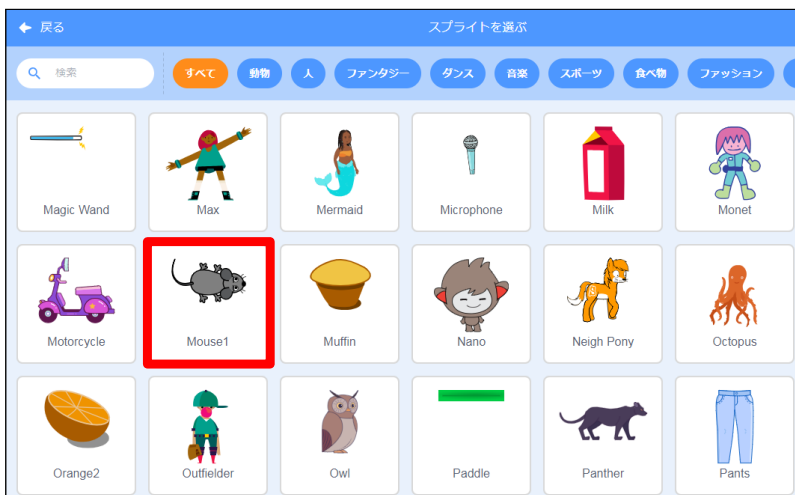 戻る
スプライトを選ぶ
検索
すべて 動物 人 ファンタジー ダンス 音楽 スポーツ 食べ物 ファッション
Magic Wand Max Mermaid Microphone Milk Monet
Motorcycle Mouse1 Muffin Nano Neigh Pony Octopus
Orange2 Outfielder Owl Paddle Panther Pants